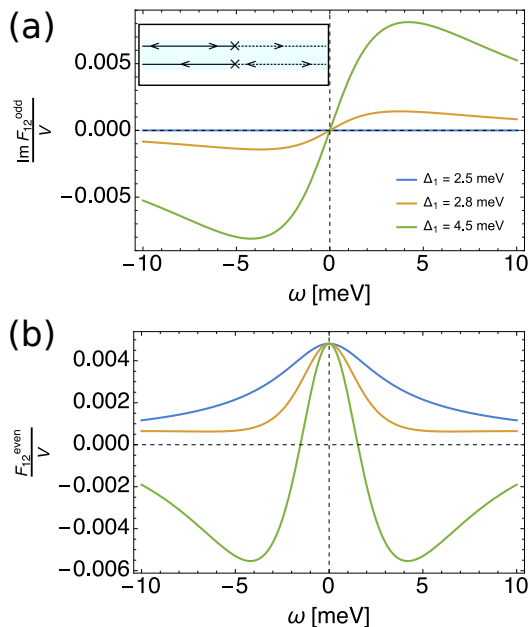 (a)
Im F₁₂ᵒᵈᵈ
V
0.005
0.000
−0.005
Δ₁ = 2.5 meV
Δ₁ = 2.8 meV
Δ₁ = 4.5 meV
−10 −5 0 5 10
ω [meV]
(b)
F₁₂ᵉᵛᵉⁿ
V
0.004
0.002
0.000
−0.002
−0.004
−0.006
−10 −5 0 5 10
ω [meV]